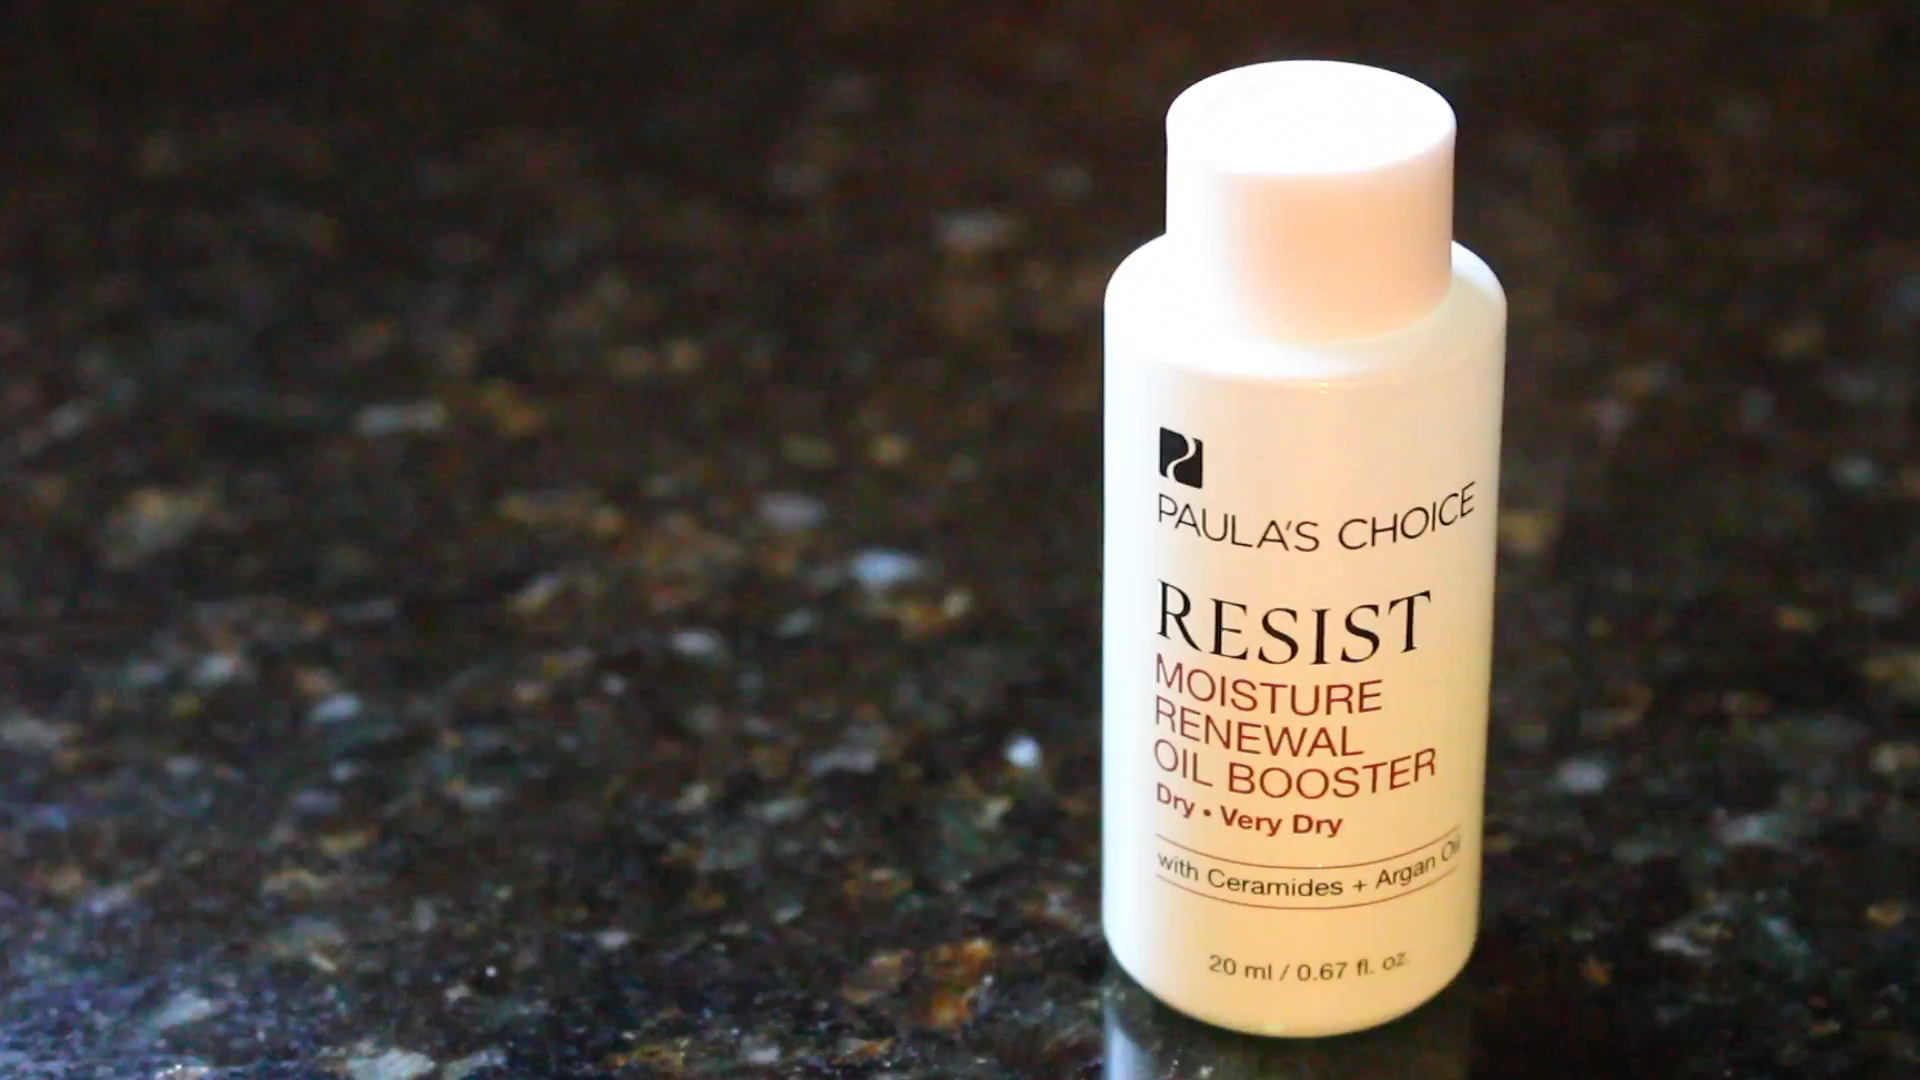 PAULA'S CHOICE
RESIST
MOISTURE
RENEWAL
OIL BOOSTER
Dry • Very Dry
with Ceramides + Argan Oil
20 ml / 0.67 fl. oz.